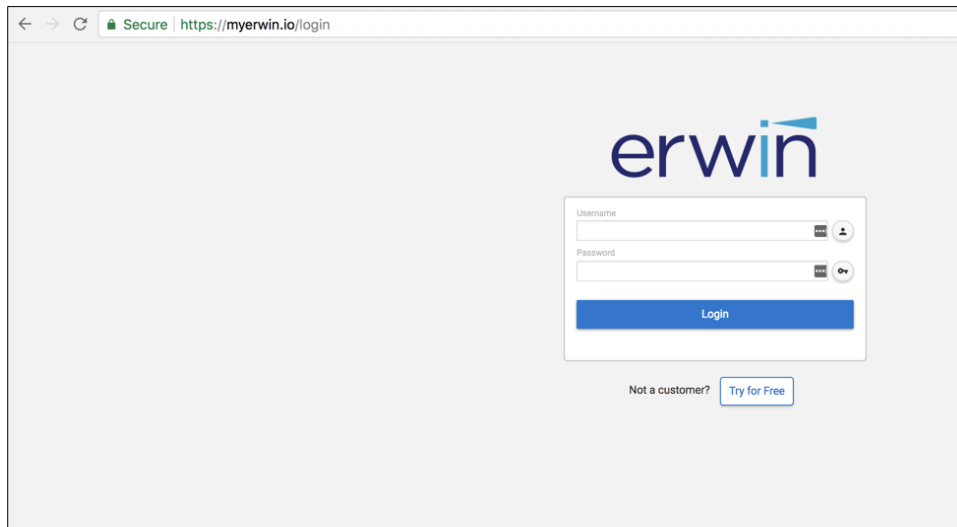 Secure https://myerwin.io/login
erwin
Username
Password
Login
Not a customer? Try for Free